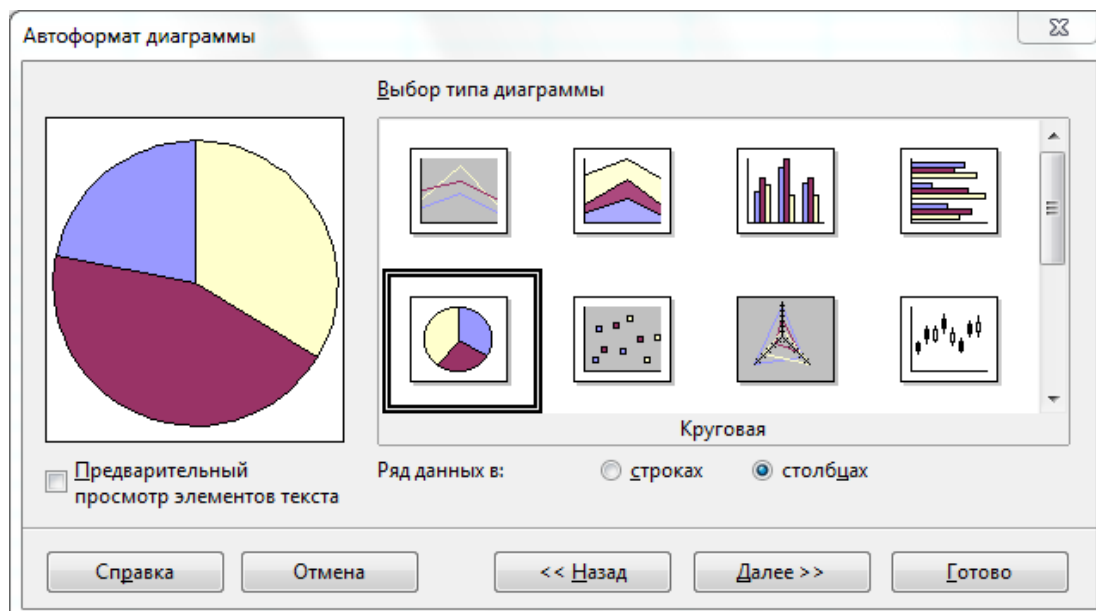 Автоформат диаграммы
Выбор типа диаграммы
Круговая
Предварительный
просмотр элементов текста
Ряд данных в:
строках
столбцах
Справка
Отмена
<< Назад
Далее >>
Готово